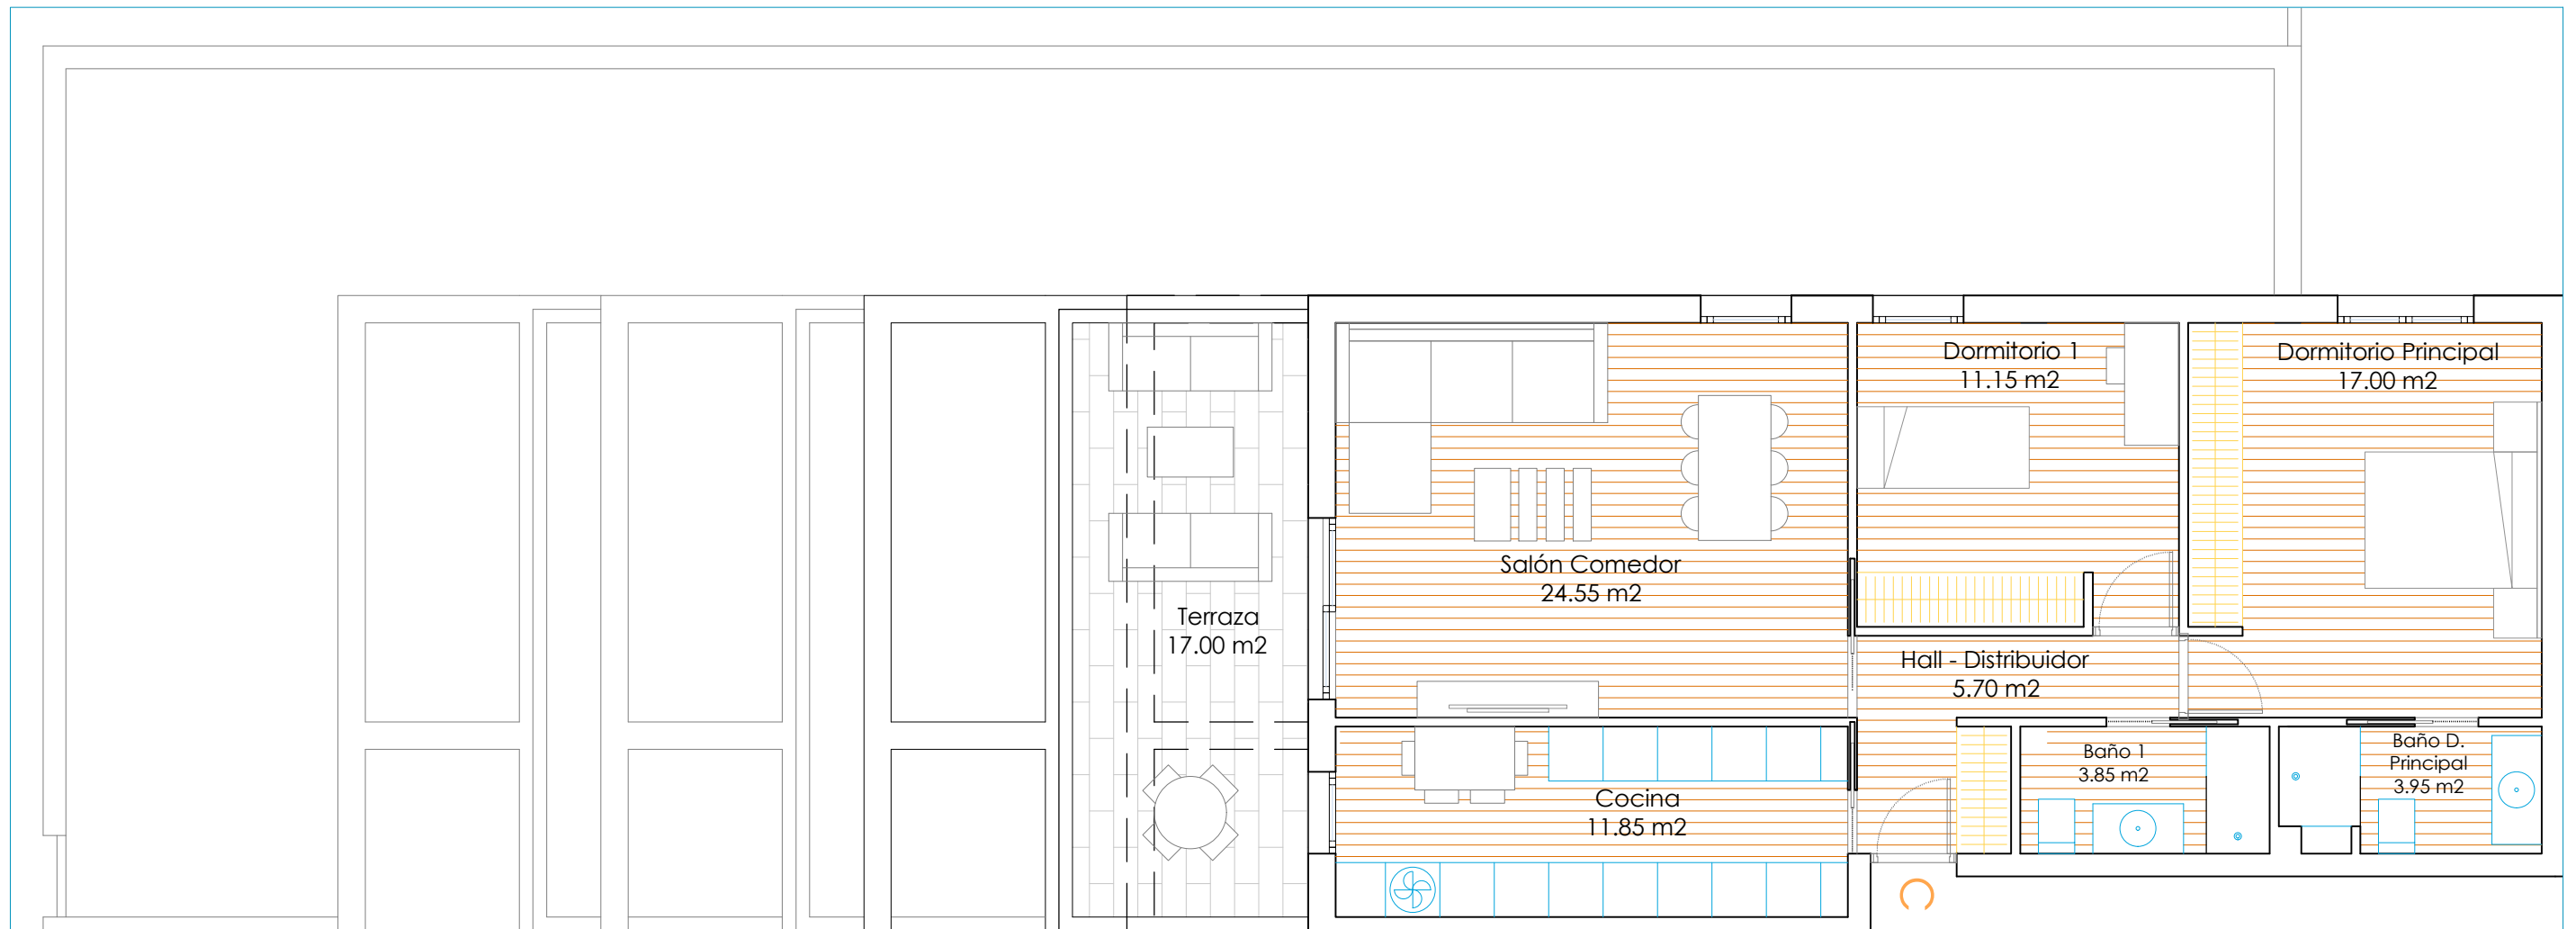 Dormitorio 1
11.15 m2
Dormitorio Principal
17.00 m2
Salón Comedor
24.55 m2
Terraza
17.00 m2
Hall - Distribuidor
5.70 m2
Cocina
11.85 m2
Baño 1
3.85 m2
Baño D.
Principal
3.95 m2
C